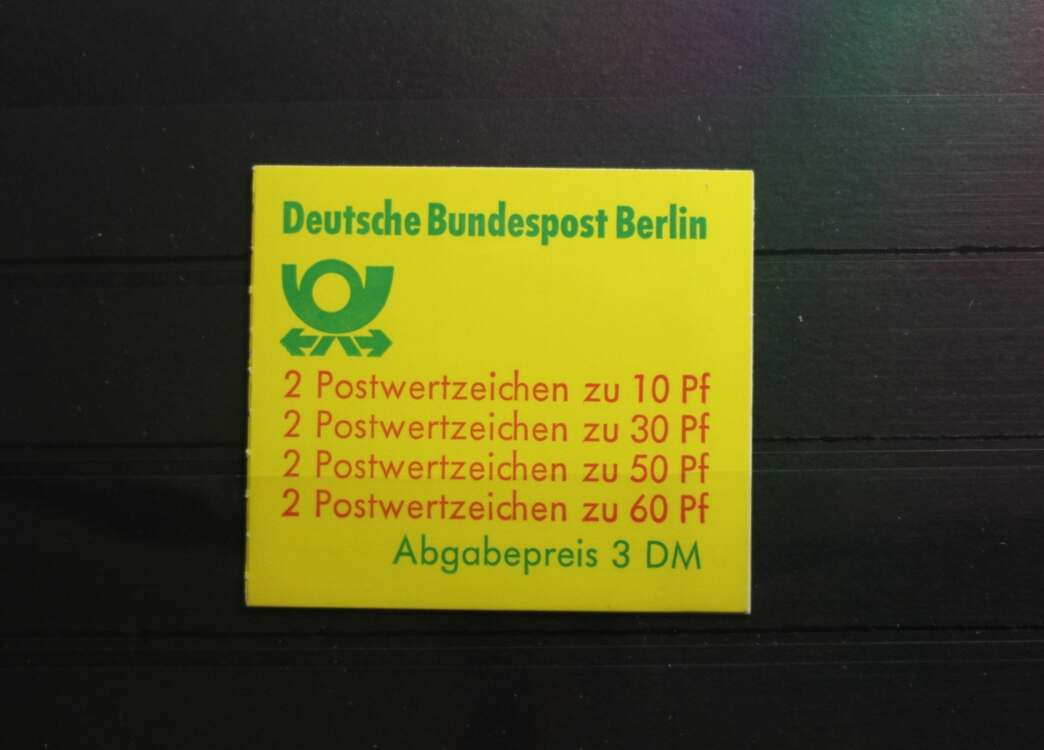 Deutsche Bundespost Berlin
2 Postwertzeichen zu 10 Pf
2 Postwertzeichen zu 30 Pf
2 Postwertzeichen zu 50 Pf
2 Postwertzeichen zu 60 Pf
Abgabepreis 3 DM